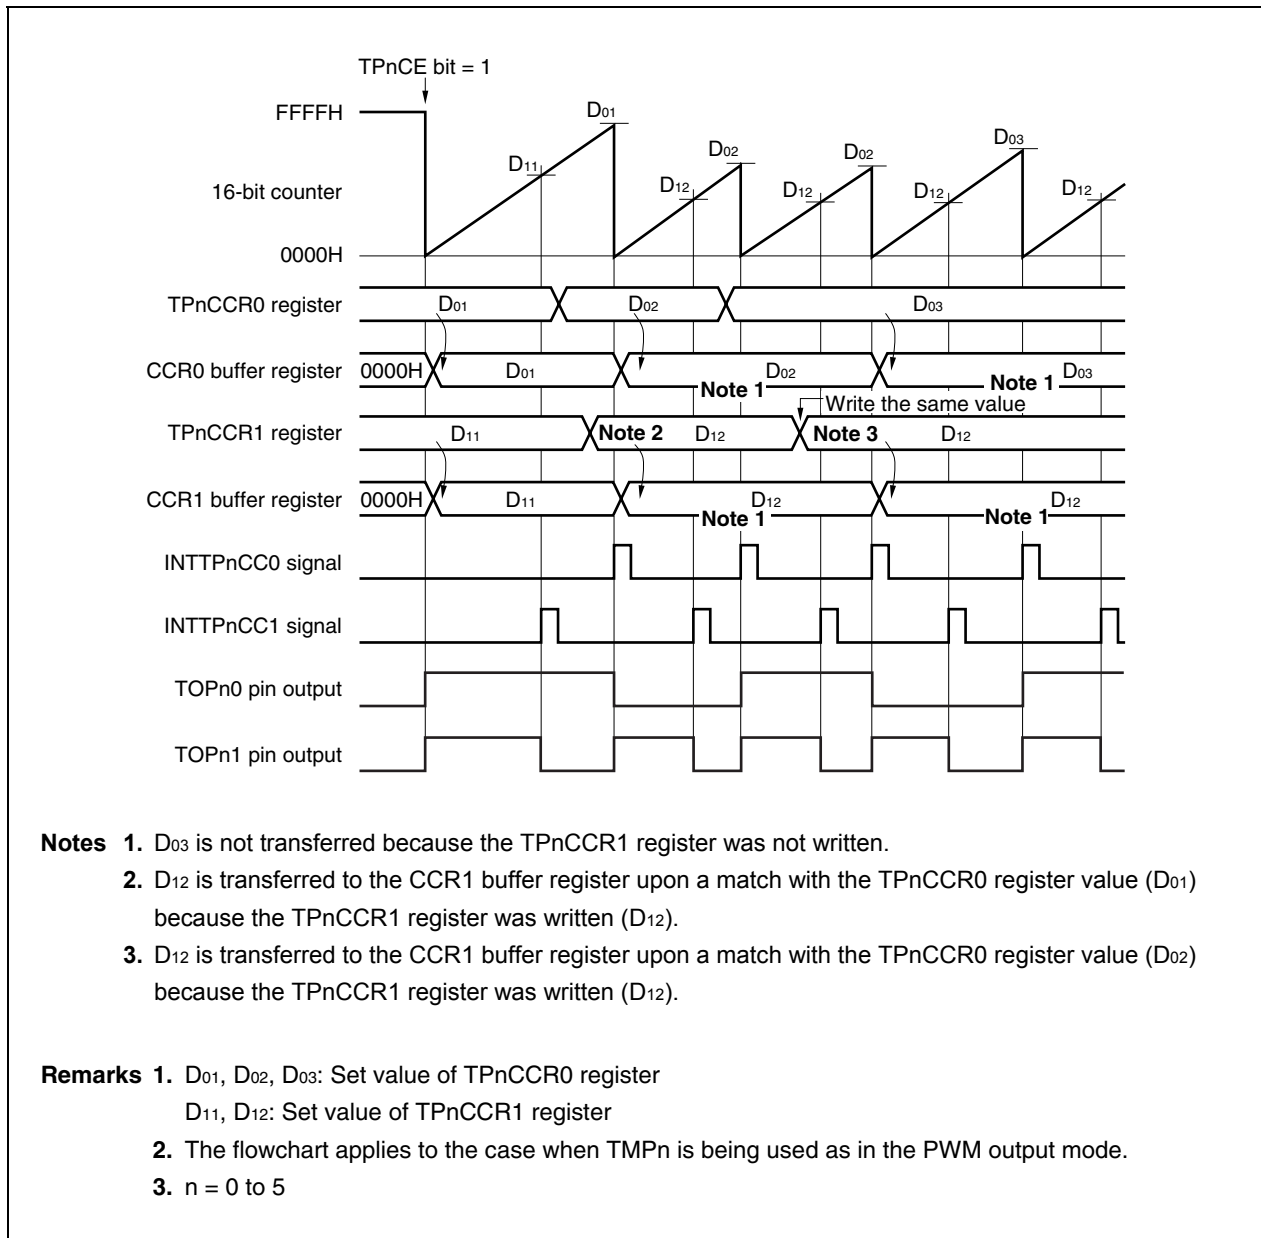 TPnCE bit = 1
FFFFH
D01
D11
D02
D02
D03
16-bit counter
D12
D12
D12
D12
0000H
TPnCCR0 register
D01
D02
D03
CCR0 buffer register
0000H
D01
D02
D03
Note 1
Note 1
Write the same value
TPnCCR1 register
D11
Note 2
D12
Note 3
D12
CCR1 buffer register
0000H
D11
D12
D12
Note 1
Note 1
INTTPnCC0 signal
INTTPnCC1 signal
TOPn0 pin output
TOPn1 pin output
Notes 1. D03 is not transferred because the TPnCCR1 register was not written.
2. D12 is transferred to the CCR1 buffer register upon a match with the TPnCCR0 register value (D01)
because the TPnCCR1 register was written (D12).
3. D12 is transferred to the CCR1 buffer register upon a match with the TPnCCR0 register value (D02)
because the TPnCCR1 register was written (D12).
Remarks 1. D01, D02, D03: Set value of TPnCCR0 register
D11, D12: Set value of TPnCCR1 register
2. The flowchart applies to the case when TMPn is being used as in the PWM output mode.
3. n = 0 to 5